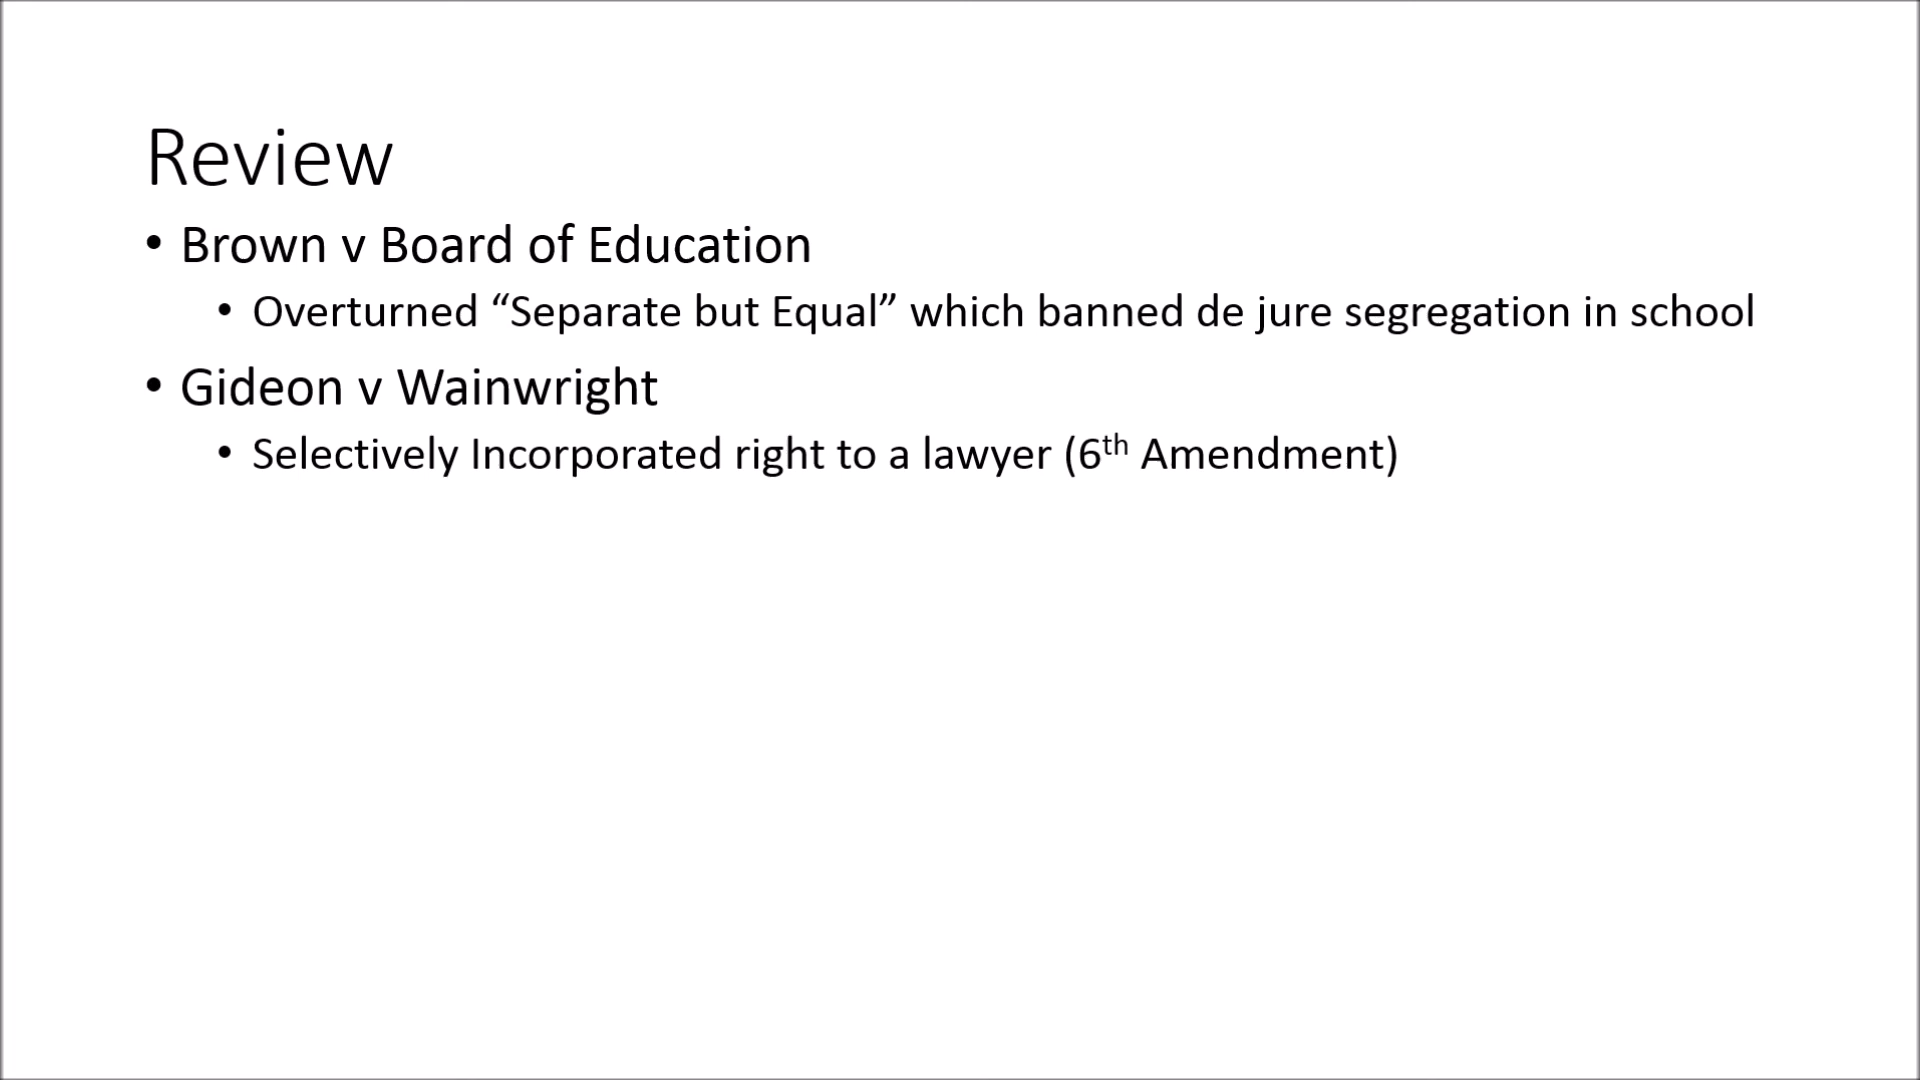 Review
• Brown v Board of Education
• Overturned “Separate but Equal” which banned de jure segregation in school
• Gideon v Wainwright
• Selectively Incorporated right to a lawyer (6th Amendment)